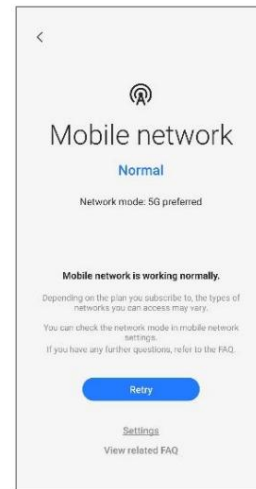 Mobile network
Normal
Network mode: 5G preferred
Mobile network is working normally.
Depending on the plan you subscribe to, the types of
networks you can access may vary.
You can check the network mode in mobile network
settings.
If you have any further questions, refer to the FAQ.
Retry
Settings
View related FAQ